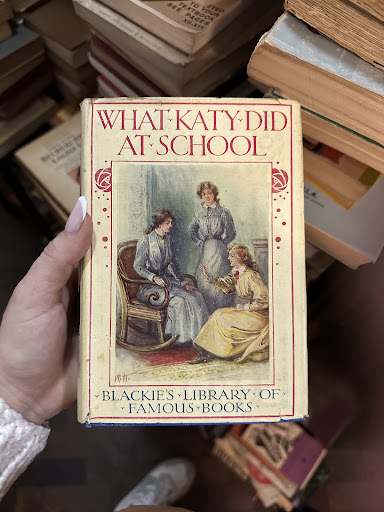 WHAT·KATY·DID
AT·SCHOOL
BLACKIE'S·LIBRARY·OF
·FAMOUS·BOOKS·